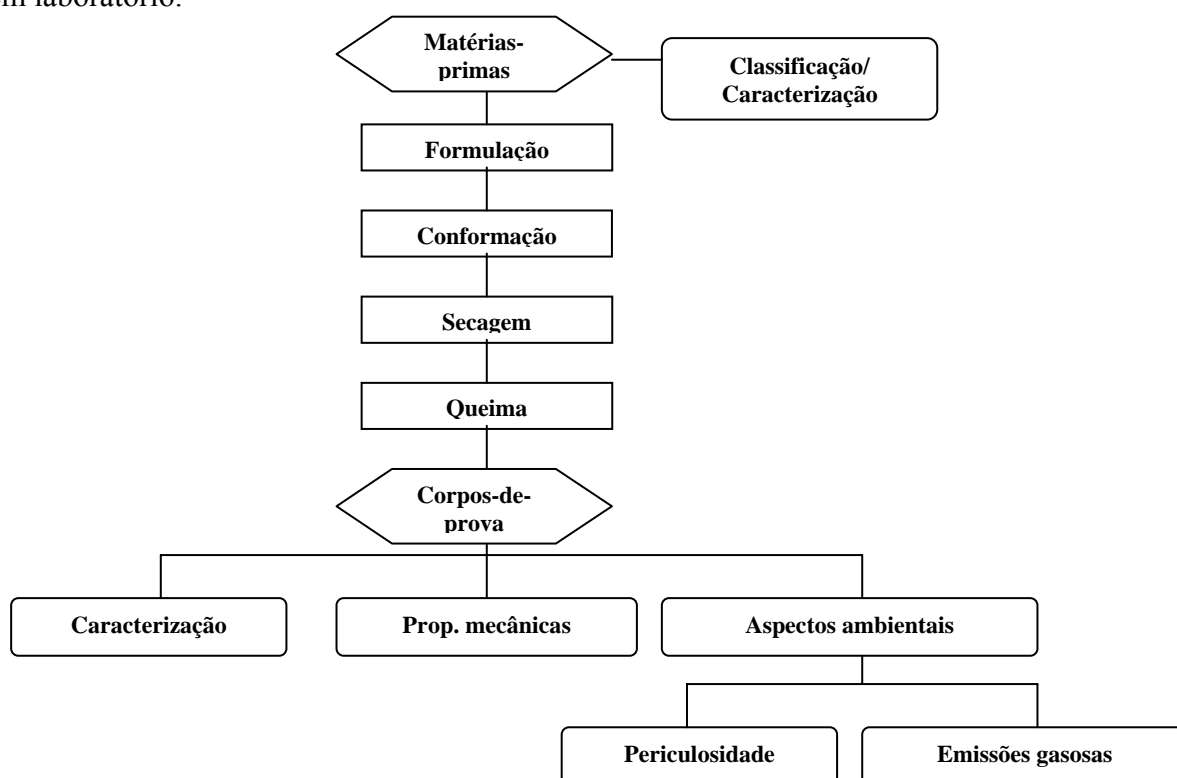 laboratório.
Matérias-
primas
Classificação/
Caracterização
Formulação
Conformação
Secagem
Queima
Corpos-de-
prova
Caracterização
Prop. mecânicas
Aspectos ambientais
Periculosidade
Emissões gasosas